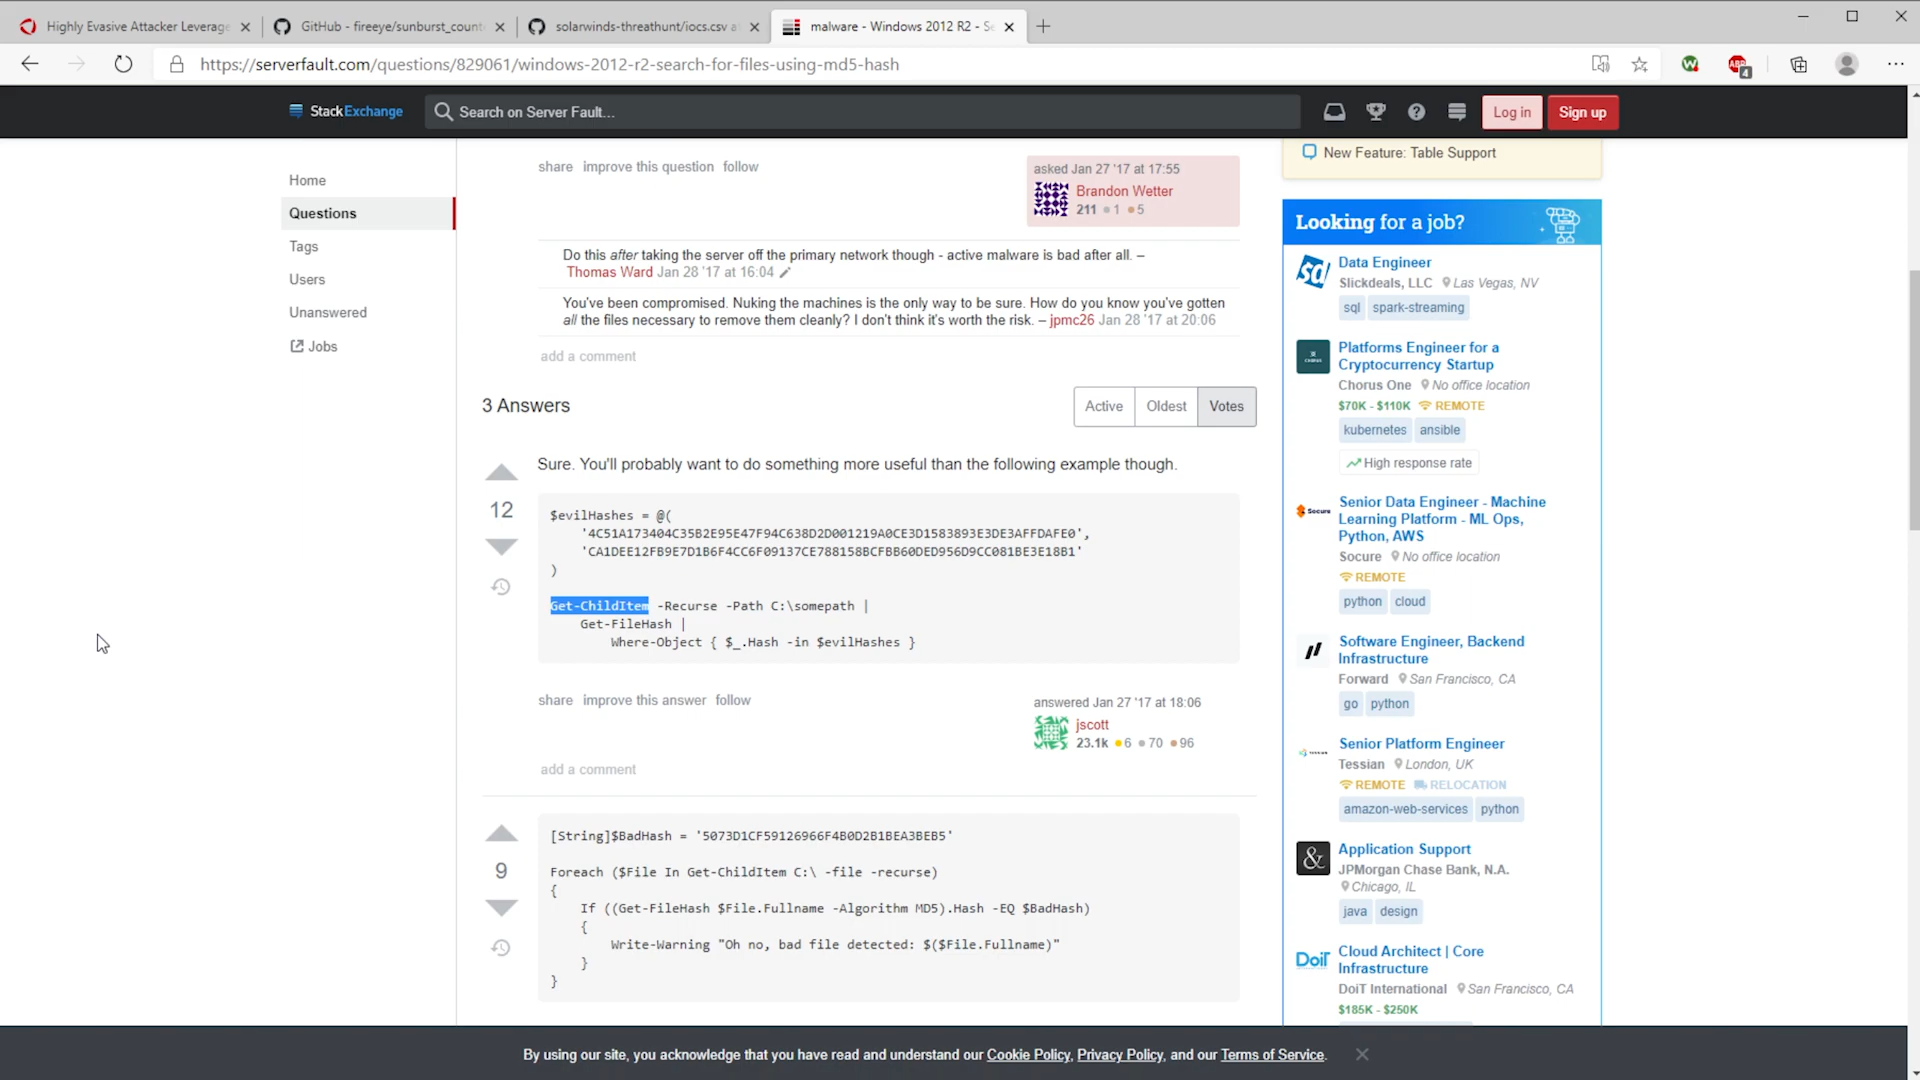 Highly Evasive Attacker Leverage
GitHub - fireeye/sunburst_count
solarwinds-threathunt/iocs.csv a
malware - Windows 2012 R2 - Se
https://serverfault.com/questions/829061/windows-2012-r2-search-for-files-using-md5-hash
ABP
4
StackExchange
Search on Server Fault...
Log in
Sign up
Home
Questions
Tags
Users
Unanswered
Jobs
share improve this question follow
asked Jan 27 '17 at 17:55
Brandon Wetter
211 1 5
Do this after taking the server off the primary network though - active malware is bad after all. –
Thomas Ward Jan 28 '17 at 16:04
You've been compromised. Nuking the machines is the only way to be sure. How do you know you've gotten
all the files necessary to remove them cleanly? I don't think it's worth the risk. – jpmc26 Jan 28 '17 at 20:06
add a comment
3 Answers
Active
Oldest
Votes
12
Sure. You'll probably want to do something more useful than the following example though.
$evilHashes = @(
'4C51A173404C35B2E95E47F94C638D2D001219A0CE3D1583893E3DE3AFFDAFE0',
'CA1DEE12FB9E7D1B6F4CC6F09137CE788158BCFBB60DED956D9CC081BE3E18B1'
)
Get-ChildItem -Recurse -Path C:\somepath |
Get-FileHash |
Where-Object { $_.Hash -in $evilHashes }
share improve this answer follow
answered Jan 27 '17 at 18:06
jscott
23.1k 6 70 96
add a comment
9
[String]$BadHash = '5073D1CF59126966F4B0D2B1BEA3BEB5'
Foreach ($File In Get-ChildItem C:\ -file -recurse)
{
If ((Get-FileHash $File.Fullname -Algorithm MD5).Hash -EQ $BadHash)
{
Write-Warning "Oh no, bad file detected: $($File.Fullname)"
}
}
New Feature: Table Support
Looking for a job?
Data Engineer
Slickdeals, LLC Las Vegas, NV
sql spark-streaming
Platforms Engineer for a
Cryptocurrency Startup
Chorus One No office location
$70K - $110K REMOTE
kubernetes ansible
High response rate
Senior Data Engineer - Machine
Learning Platform - ML Ops,
Python, AWS
Socure No office location
REMOTE
python cloud
Software Engineer, Backend
Infrastructure
Forward San Francisco, CA
go python
Senior Platform Engineer
Tessian London, UK
REMOTE RELOCATION
amazon-web-services python
Application Support
JPMorgan Chase Bank, N.A.
Chicago, IL
java design
DoiT
Cloud Architect | Core
Infrastructure
DoiT International San Francisco, CA
$185K - $250K
By using our site, you acknowledge that you have read and understand our Cookie Policy, Privacy Policy, and our Terms of Service.